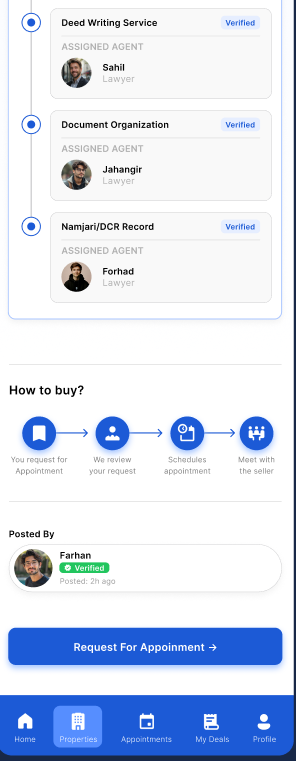 Deed Writing Service
Verified
ASSIGNED AGENT
Sahil
Lawyer
Document Organization
Verified
ASSIGNED AGENT
Jahangir
Lawyer
Namjari/DCR Record
Verified
ASSIGNED AGENT
Forhad
Lawyer
How to buy?
You request for
Appointment
We review
your request
Schedules
appointment
Meet with
the seller
Posted By
Farhan
Verified
Posted: 2h ago
Request For Appoinment →
Home
Properties
Appointments
My Deals
Profile